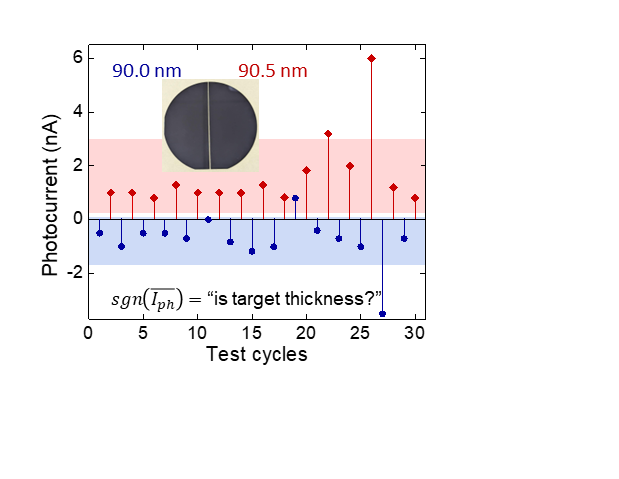 90.0 nm 90.5 nm
6
4
2
0
-2
Photocurrent (nA)
sgn(I̅p̅h̅) = “is target thickness?”
0 5 10 15 20 25 30
Test cycles